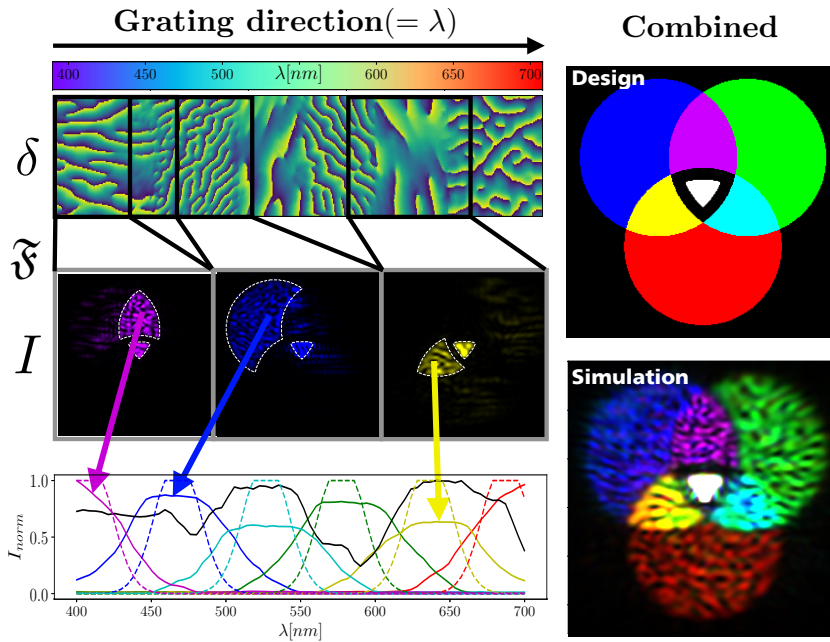 Grating direction(= λ)
Combined
400 450 500 λ[nm] 600 650 700
Design
δ
𝔉
I
Simulation
1.0
0.5
0.0
I_norm
400 450 500 550 600 650 700
λ[nm]